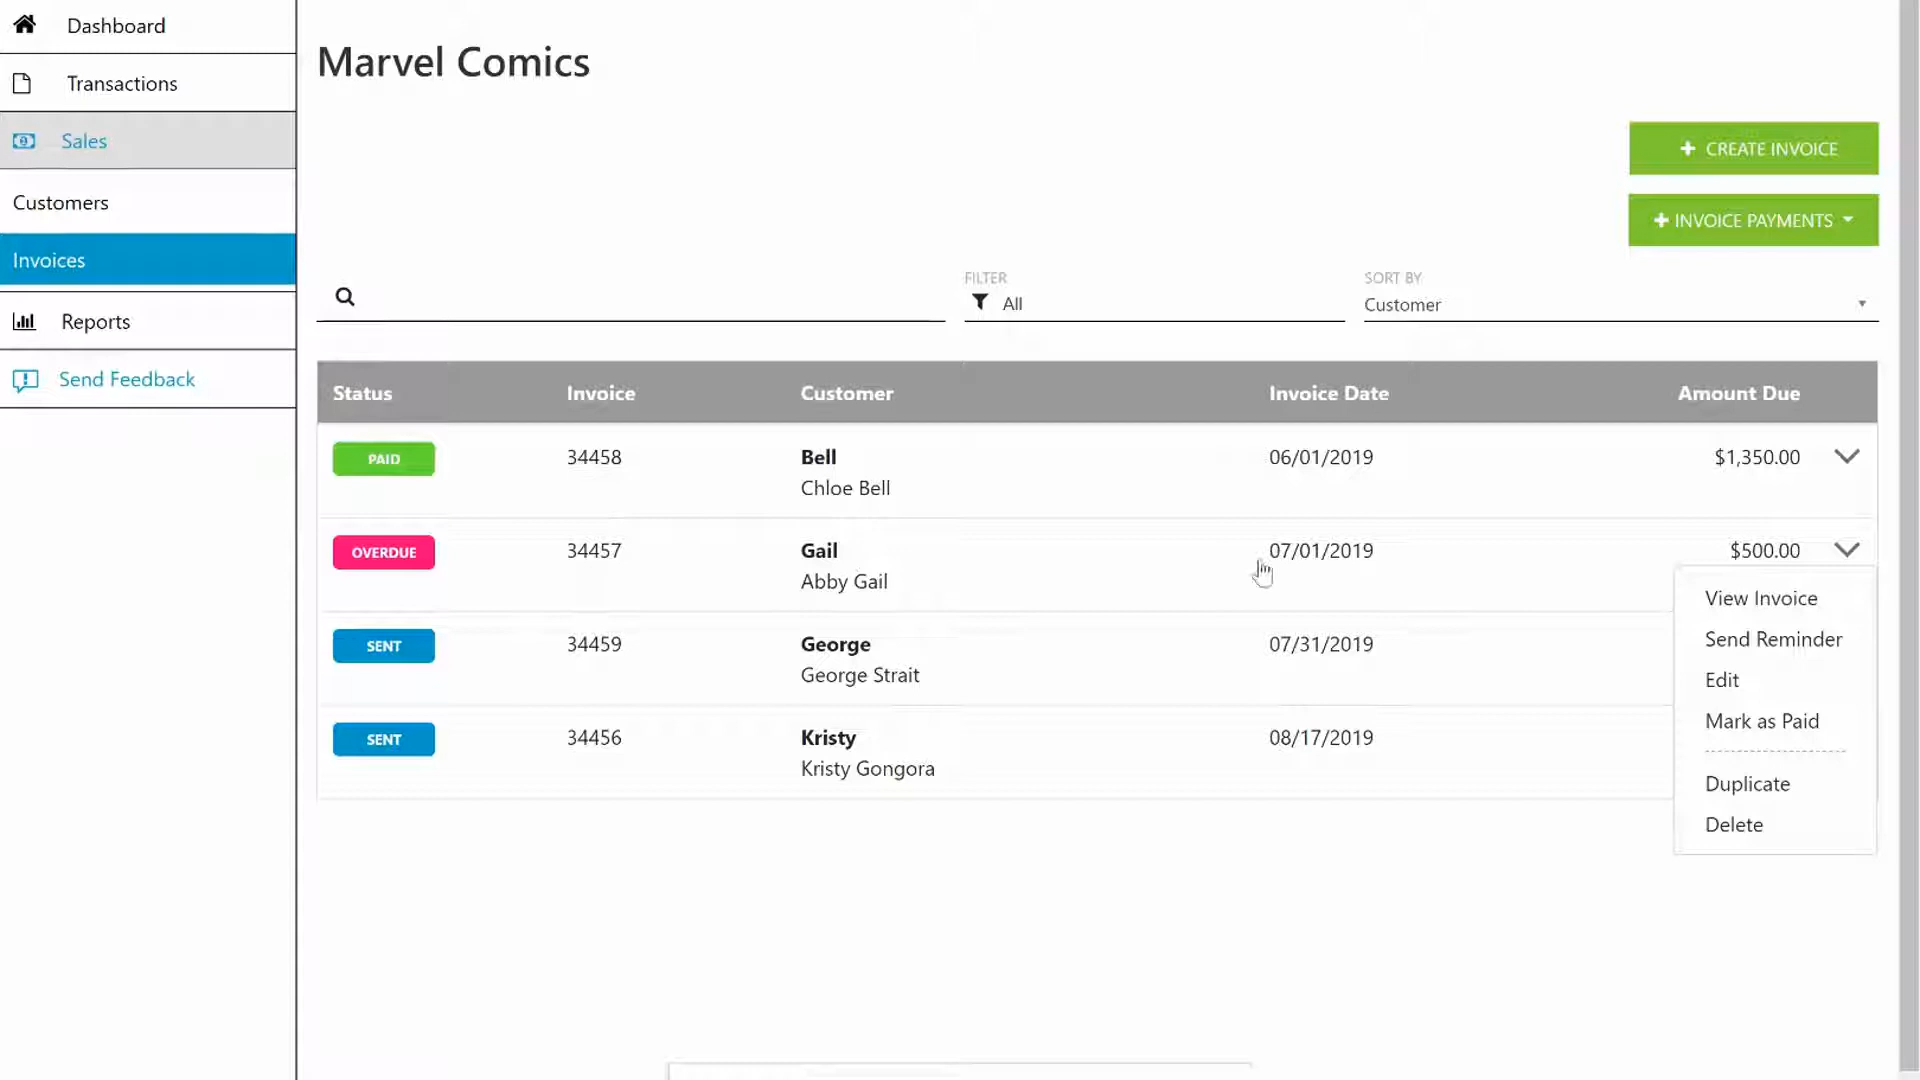 Dashboard
Transactions
Sales
Customers
Invoices
Reports
Send Feedback
Marvel Comics
+ CREATE INVOICE
+ INVOICE PAYMENTS
FILTER
All
SORT BY
Customer
Status Invoice Customer Invoice Date Amount Due
PAID 34458 Bell 06/01/2019 $1,350.00
Chloe Bell
OVERDUE 34457 Gail 07/01/2019 $500.00
Abby Gail
SENT 34459 George 07/31/2019
George Strait
SENT 34456 Kristy 08/17/2019
Kristy Gongora
View Invoice
Send Reminder
Edit
Mark as Paid
Duplicate
Delete